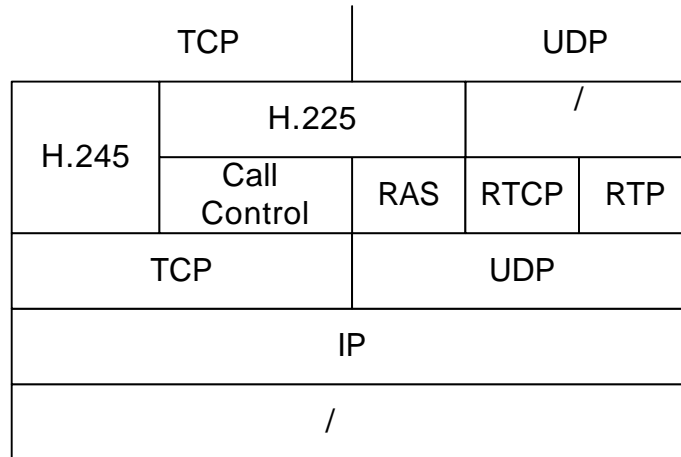 TCP UDP
H.245
H.225
/
Call
Control
RAS
RTCP
RTP
TCP
UDP
IP
/